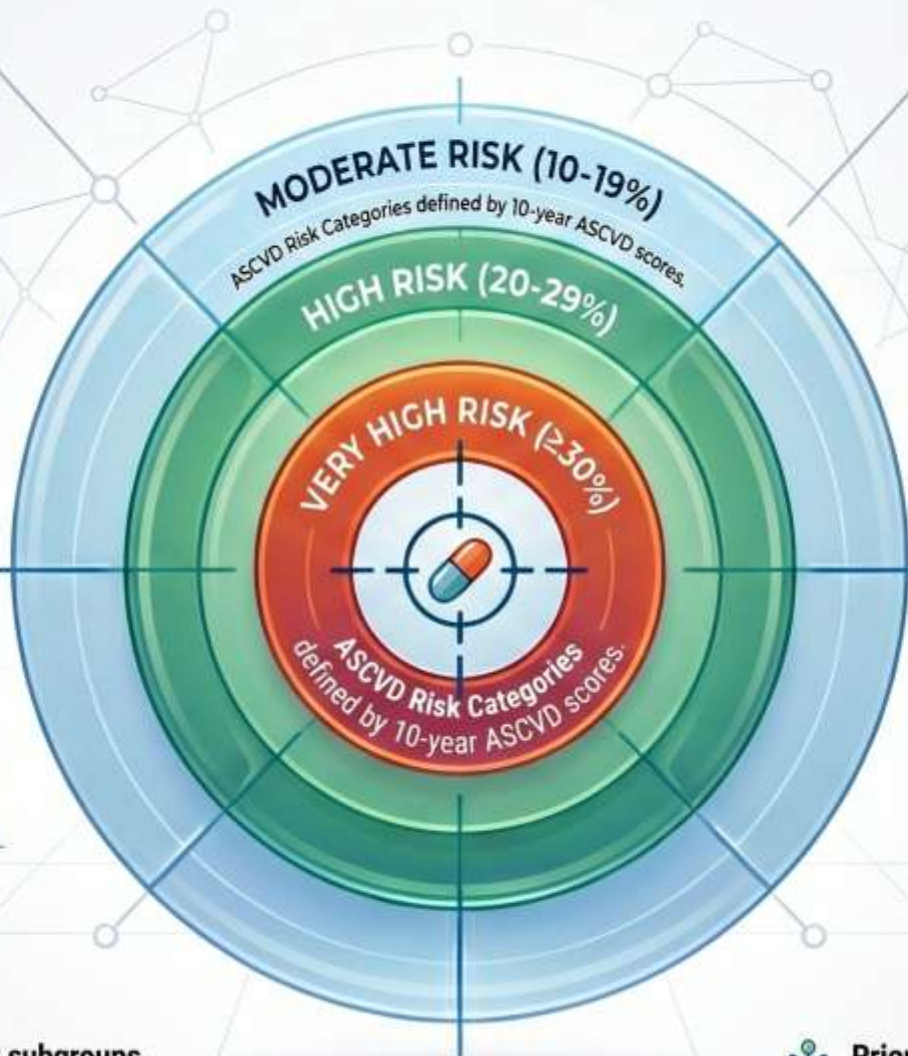 MODERATE RISK (10-19%)
ASCVD Risk Categories defined by 10-year ASCVD scores.
HIGH RISK (20-29%)
VERY HIGH RISK (≥30%)
ASCVD Risk Categories
defined by 10-year ASCVD scores.
subgroups